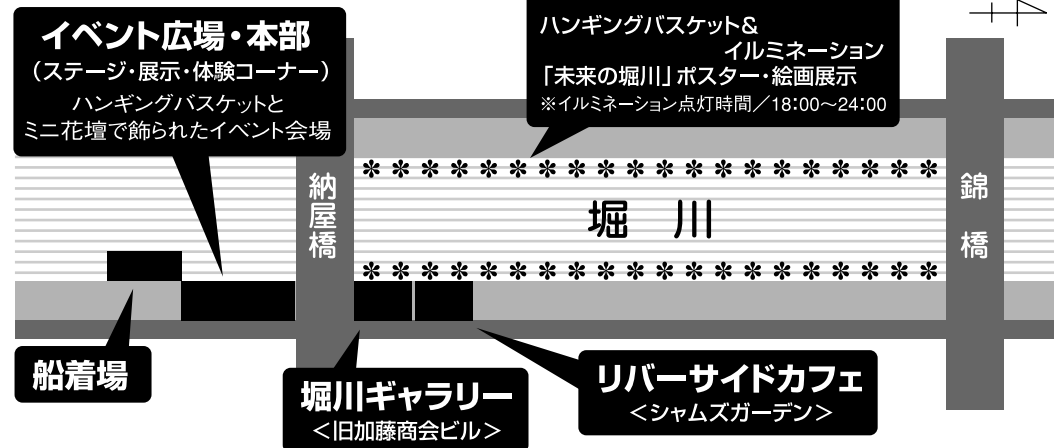 イベント広場・本部
（ステージ・展示・体験コーナー）
ハンギングバスケットと
ミニ花壇で飾られたイベント会場
ハンギングバスケット&
イルミネーション
「未来の堀川」ポスター・絵画展示
※イルミネーション点灯時間／18:00〜24:00
納屋橋
堀 川
錦 橋
船着場
堀川ギャラリー
＜旧加藤商会ビル＞
リバーサイドカフェ
＜シャムズガーデン＞